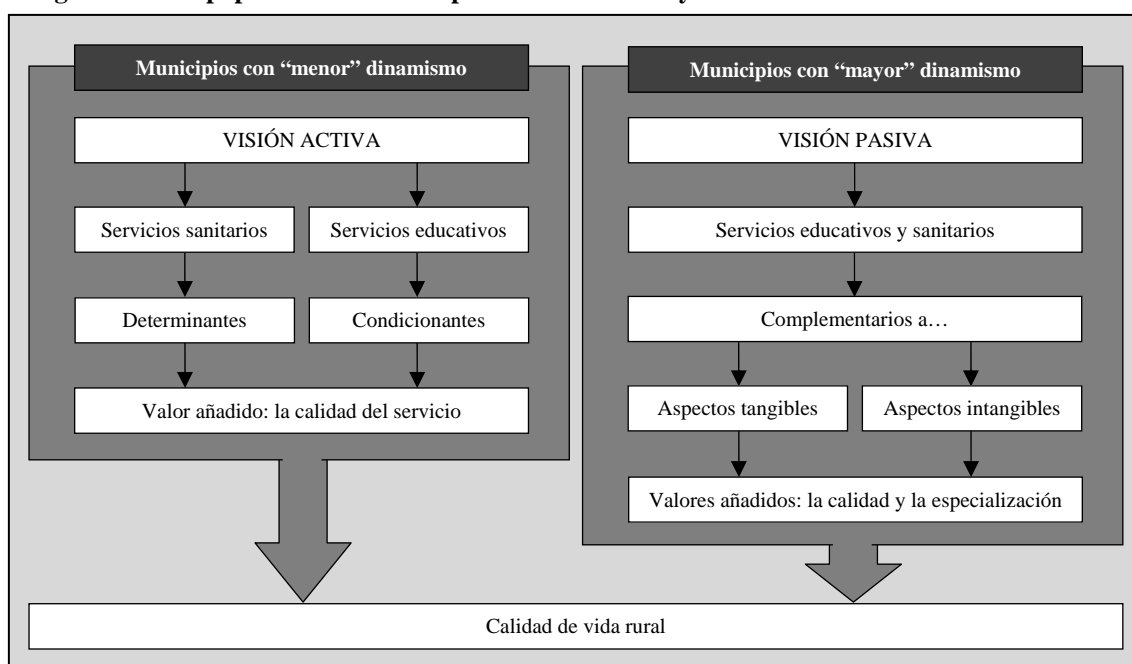 Municipios con “menor” dinamismo
VISIÓN ACTIVA
Servicios sanitarios
Servicios educativos
Determinantes
Condicionantes
Valor añadido: la calidad del servicio
Municipios con “mayor” dinamismo
VISIÓN PASIVA
Servicios educativos y sanitarios
Complementarios a…
Aspectos tangibles
Aspectos intangibles
Valores añadidos: la calidad y la especialización
Calidad de vida rural